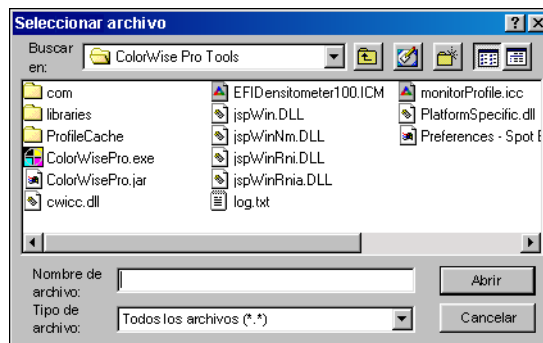 Seleccionar archivo
Buscar en:
ColorWise Pro Tools
com
libraries
ProfileCache
ColorWisePro.exe
ColorWisePro.jar
cwicc.dll
EFIDensitometer100.ICM
jspWin.DLL
jspWinNm.DLL
jspWinRni.DLL
jspWinRnia.DLL
log.txt
monitorProfile.icc
PlatformSpecific.dll
Preferences - Spot
Nombre de archivo:
Abrir
Tipo de archivo:
Todos los archivos (*.*)
Cancelar